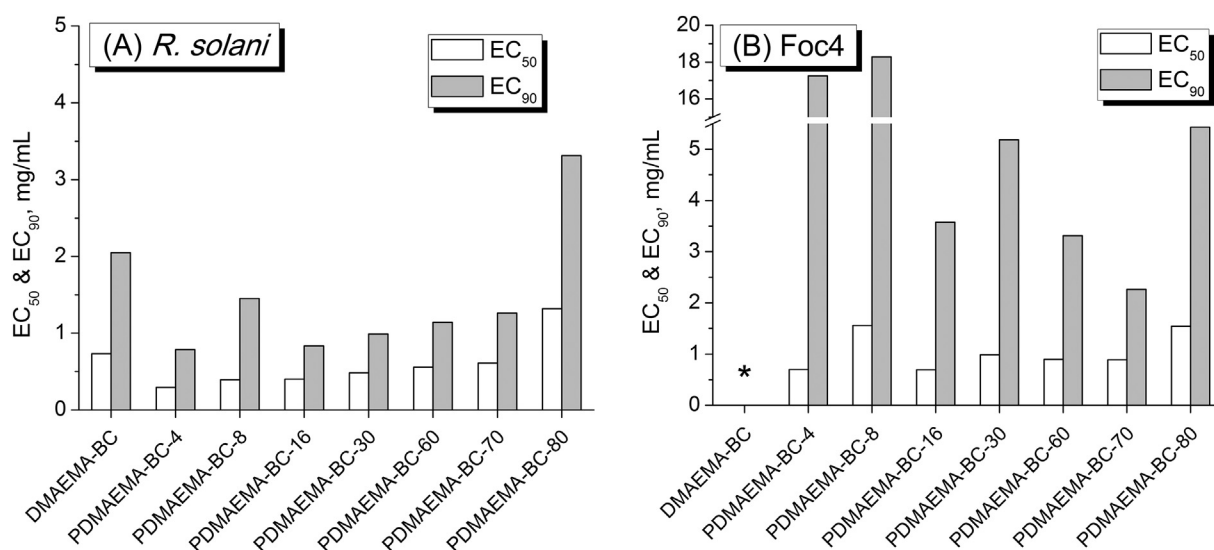 (A) R. solani
EC50
EC90
5
4
3
2
1
0
EC50 & EC90, mg/mL
DMAEMA-BC
PDMAEMA-BC-4
PDMAEMA-BC-8
PDMAEMA-BC-16
PDMAEMA-BC-30
PDMAEMA-BC-60
PDMAEMA-BC-70
PDMAEMA-BC-80
(B) Foc4
EC50
EC90
20
18
16
5
4
3
2
1
0
EC50 & EC90, mg/mL
*
DMAEMA-BC
PDMAEMA-BC-4
PDMAEMA-BC-8
PDMAEMA-BC-16
PDMAEMA-BC-30
PDMAEMA-BC-60
PDMAEMA-BC-70
PDMAEMA-BC-80